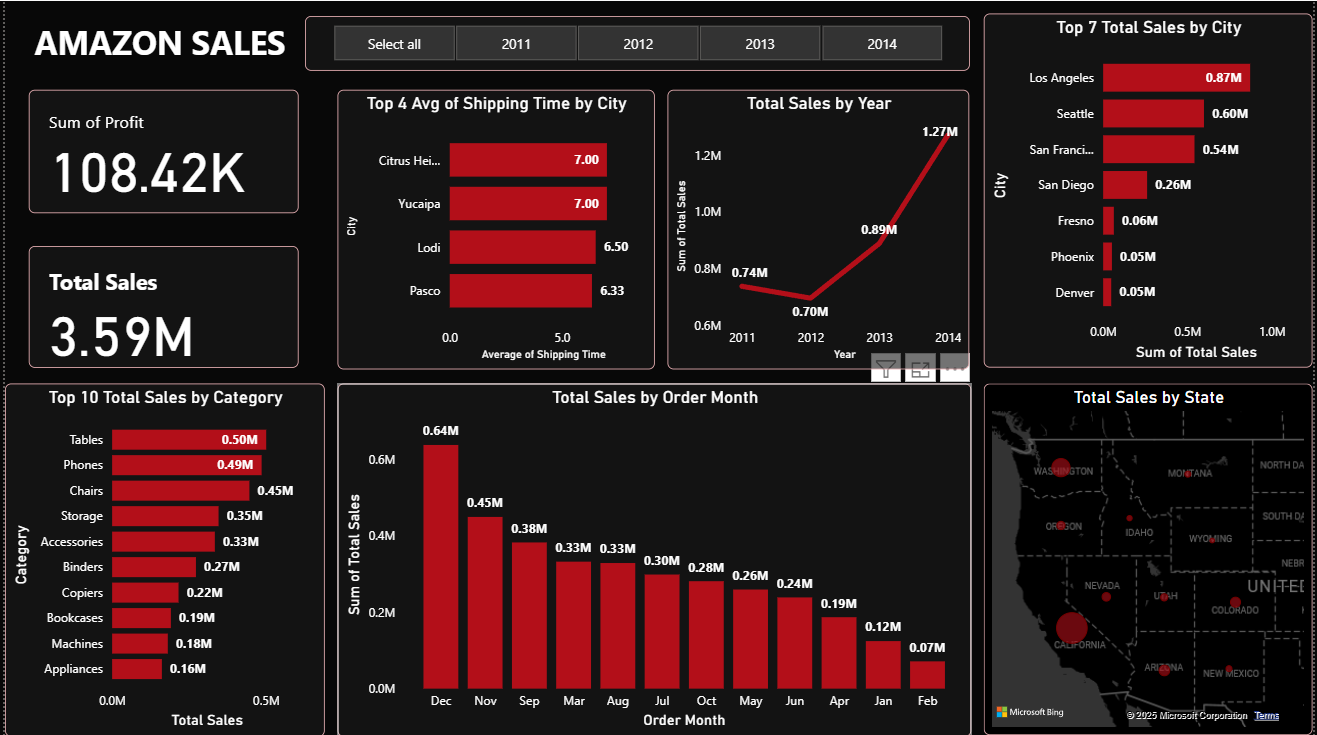 AMAZON SALES
Select all
2011
2012
2013
2014
Sum of Profit
108.42K
Total Sales
3.59M
Top 4 Avg of Shipping Time by City
City
Citrus Hei...
7.00
Yucaipa
7.00
Lodi
6.50
Pasco
6.33
0.0
5.0
Average of Shipping Time
Total Sales by Year
Sum of Total Sales
1.2M
1.0M
0.8M
0.6M
0.74M
0.70M
0.89M
1.27M
2011
2012
2013
2014
Year
Top 7 Total Sales by City
City
Los Angeles
0.87M
Seattle
0.60M
San Franci...
0.54M
San Diego
0.26M
Fresno
0.06M
Phoenix
0.05M
Denver
0.05M
0.0M
0.5M
1.0M
Sum of Total Sales
Top 10 Total Sales by Category
Category
Tables
0.50M
Phones
0.49M
Chairs
0.45M
Storage
0.35M
Accessories
0.33M
Binders
0.27M
Copiers
0.22M
Bookcases
0.19M
Machines
0.18M
Appliances
0.16M
0.0M
0.5M
Total Sales
Total Sales by Order Month
Sum of Total Sales
0.6M
0.4M
0.2M
0.0M
0.64M
0.45M
0.38M
0.33M
0.33M
0.30M
0.28M
0.26M
0.24M
0.19M
0.12M
0.07M
Dec
Nov
Sep
Mar
Aug
Jul
Oct
May
Jun
Apr
Jan
Feb
Order Month
Total Sales by State
WASHINGTON
MONTANA
NORTH DA
OREGON
IDAHO
SOUTH DA
WYOMING
NEBR
NEVADA
UTAH
UNITED
COLORADO
CALIFORNIA
ARIZONA
NEW MEXICO
Microsoft Bing
© 2025 Microsoft Corporation Terms